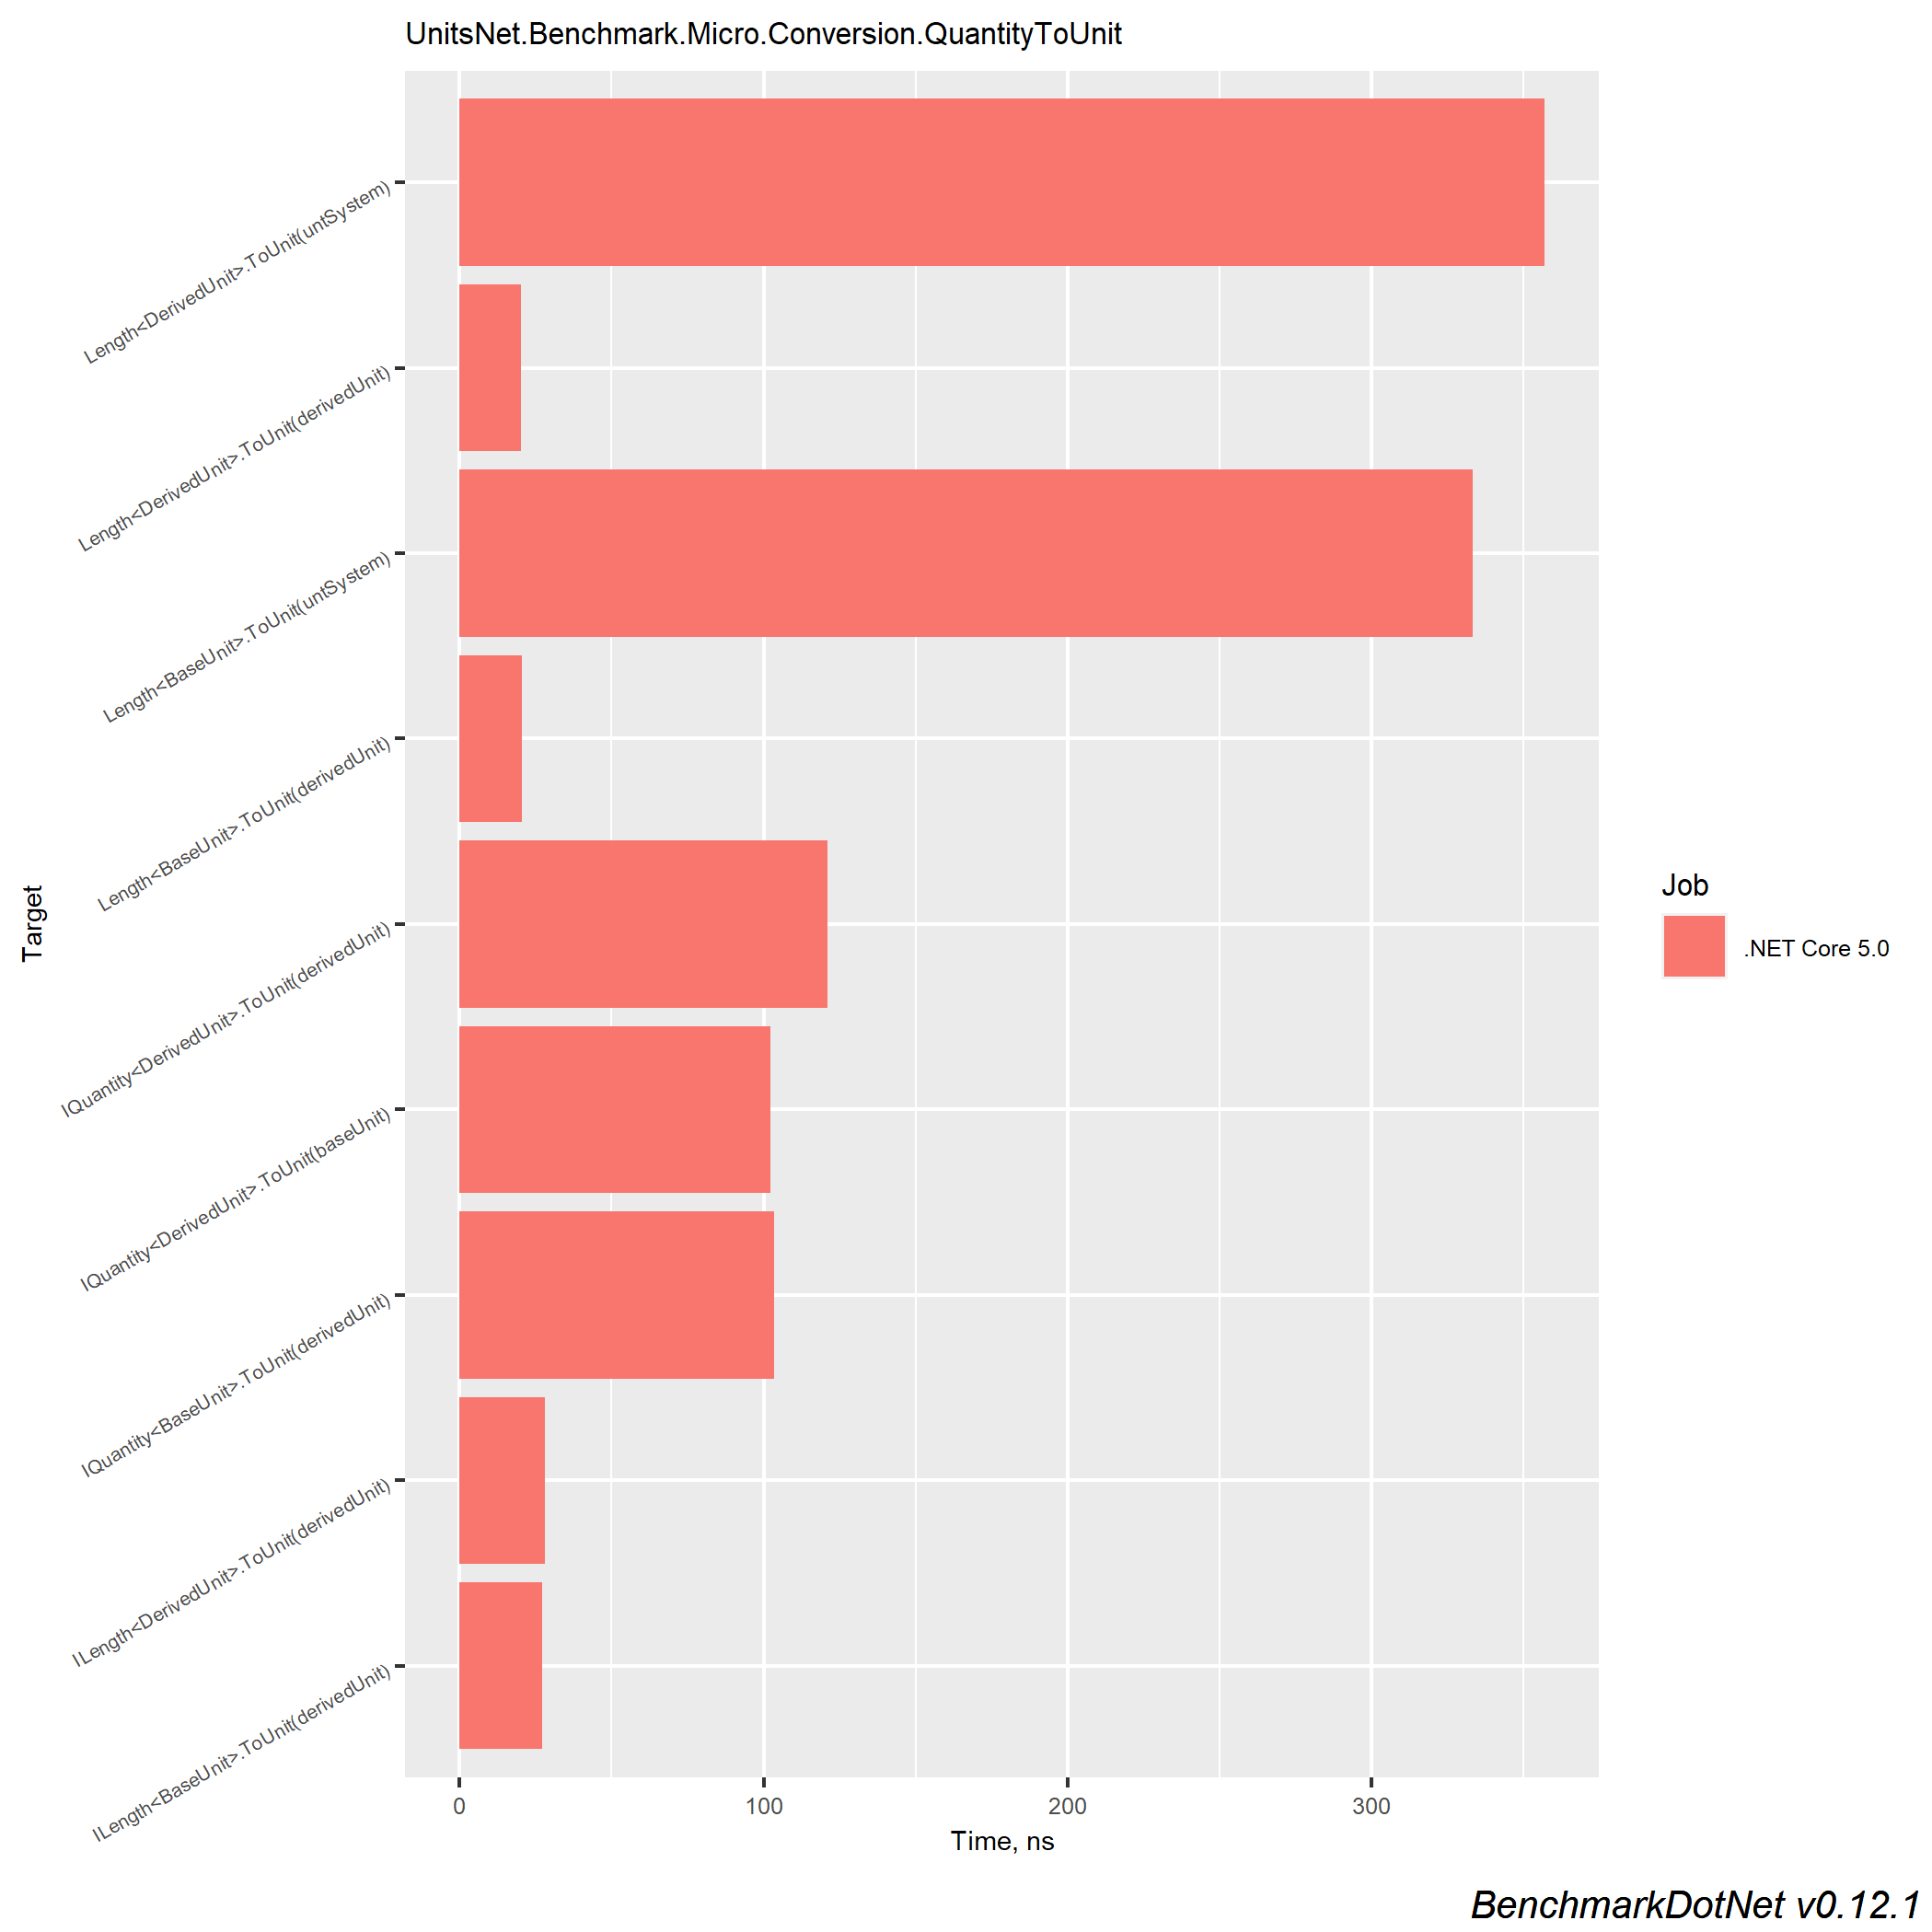 UnitsNet.Benchmark.Micro.Conversion.QuantityToUnit
Length<DerivedUnit>.ToUnit(untSystem)
Length<DerivedUnit>.ToUnit(derivedUnit)
Length<BaseUnit>.ToUnit(untSystem)
Length<BaseUnit>.ToUnit(derivedUnit)
IQuantity<DerivedUnit>.ToUnit(derivedUnit)
IQuantity<DerivedUnit>.ToUnit(baseUnit)
IQuantity<BaseUnit>.ToUnit(derivedUnit)
ILength<DerivedUnit>.ToUnit(derivedUnit)
ILength<BaseUnit>.ToUnit(derivedUnit)
Target
0 100 200 300
Time, ns
Job
.NET Core 5.0
BenchmarkDotNet v0.12.1